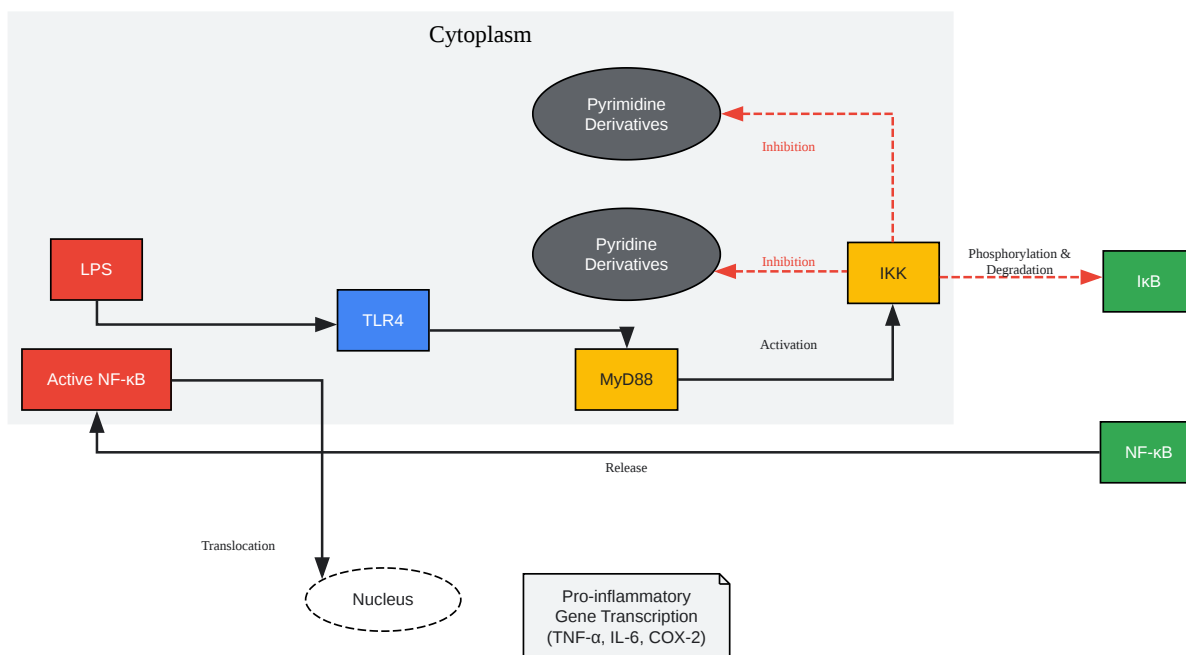 Cytoplasm
Pyrimidine
Derivatives
Inhibition
Pyridine
Derivatives
Inhibition
IKK
Phosphorylation &
Degradation
IκB
LPS
TLR4
Activation
MyD88
Active NF-κB
NF-κB
Release
Translocation
Nucleus
Pro-inflammatory
Gene Transcription
(TNF-α, IL-6, COX-2)